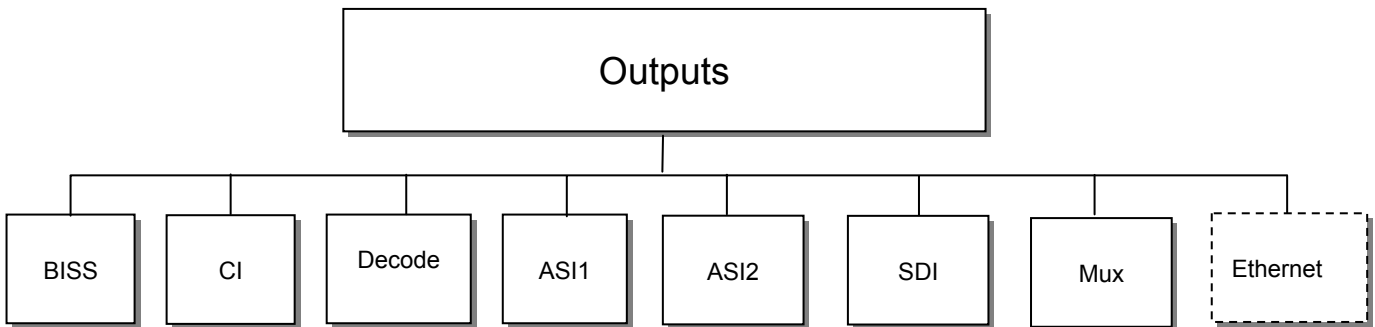 Outputs
BISS
CI
Decode
ASI1
ASI2
SDI
Mux
Ethernet